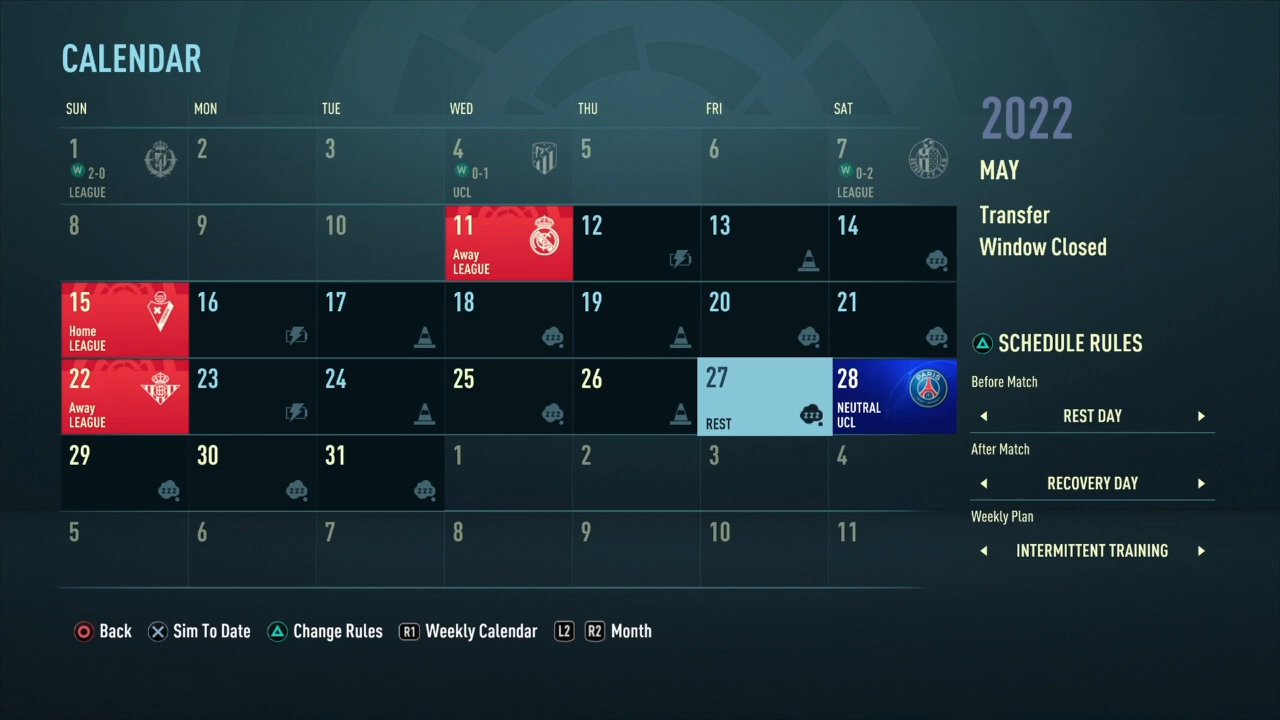 CALENDAR
SUN MON TUE WED THU FRI SAT
1 2 3 4 5 6 7
W 2-0 W 0-1 W 0-2
LEAGUE UCL LEAGUE
8 9 10 11 12 13 14
Away
LEAGUE
15 16 17 18 19 20 21
Home
LEAGUE
22 23 24 25 26 27 28
Away NEUTRAL
LEAGUE REST UCL
PARIS
29 30 31 1 2 3 4
5 6 7 8 9 10 11
2022
MAY
Transfer
Window Closed
SCHEDULE RULES
Before Match
REST DAY
After Match
RECOVERY DAY
Weekly Plan
INTERMITTENT TRAINING
Back Sim To Date Change Rules R1 Weekly Calendar L2 R2 Month